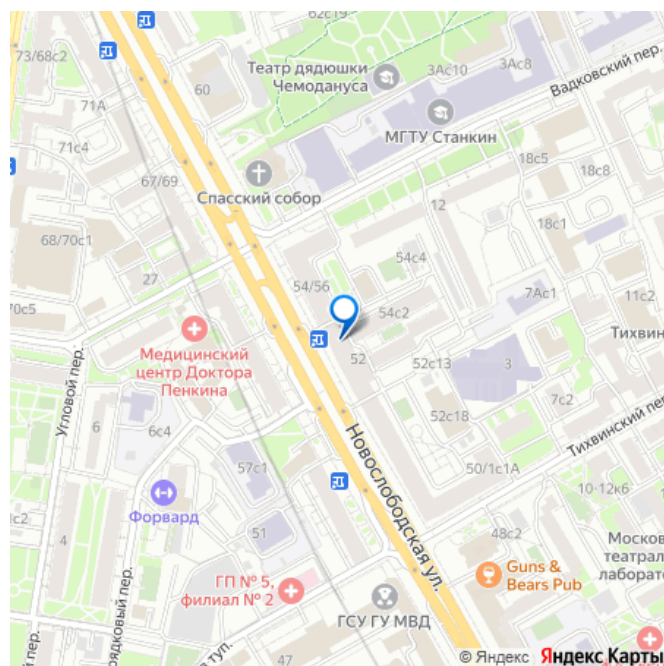 62с19
73/68с2
60
Театр дядюшки
Чемодануса
3Ас10
3Ас8
Вадковский пер.
71А
71с4
МГТУ Станкин
67/69
Спасский собор
18с5
12
18с1
68/70с1
27
54/56
54с4
7Ас1
11с2
70с5
54с2
Тихвин
Медицинский
центр Доктора
Пенкина
52
52с13
3
Угловой пер.
7с2
6
6с4
52с18
Тихвинский пер.
Новослободская ул.
57с1
50/1с1А
10-12к6
Форвард
51
48с2
Москов
театрал
лаборат
4
Guns &
Bears Pub
ГП № 5,
филиал № 2
рядковый пер.
ГСУ ГУ МВД
47
туп.
© Яндекс Яндекс Карты